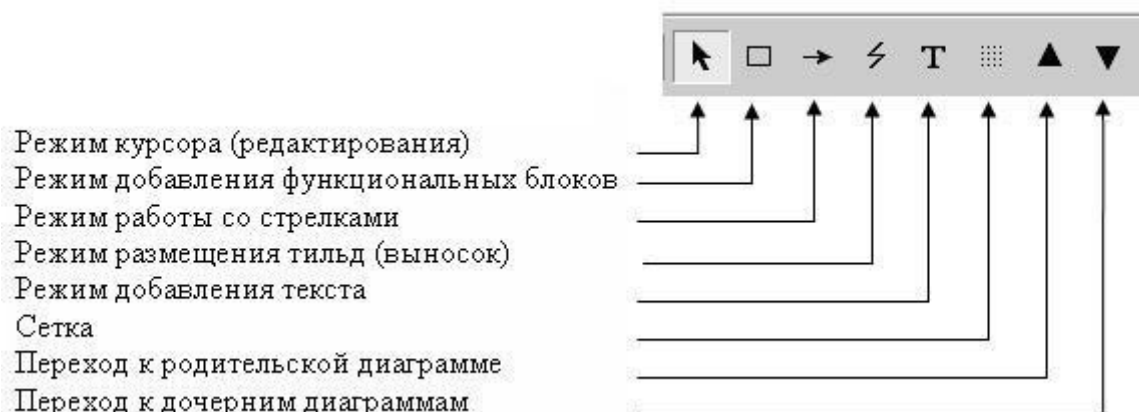 T
Режим курсора (редактирования)
Режим добавления функциональных блоков
Режим работы со стрелками
Режим размещения тильд (выносок)
Режим добавления текста
Сетка
Переход к родительской диаграмме
Переход к дочерним диаграммам